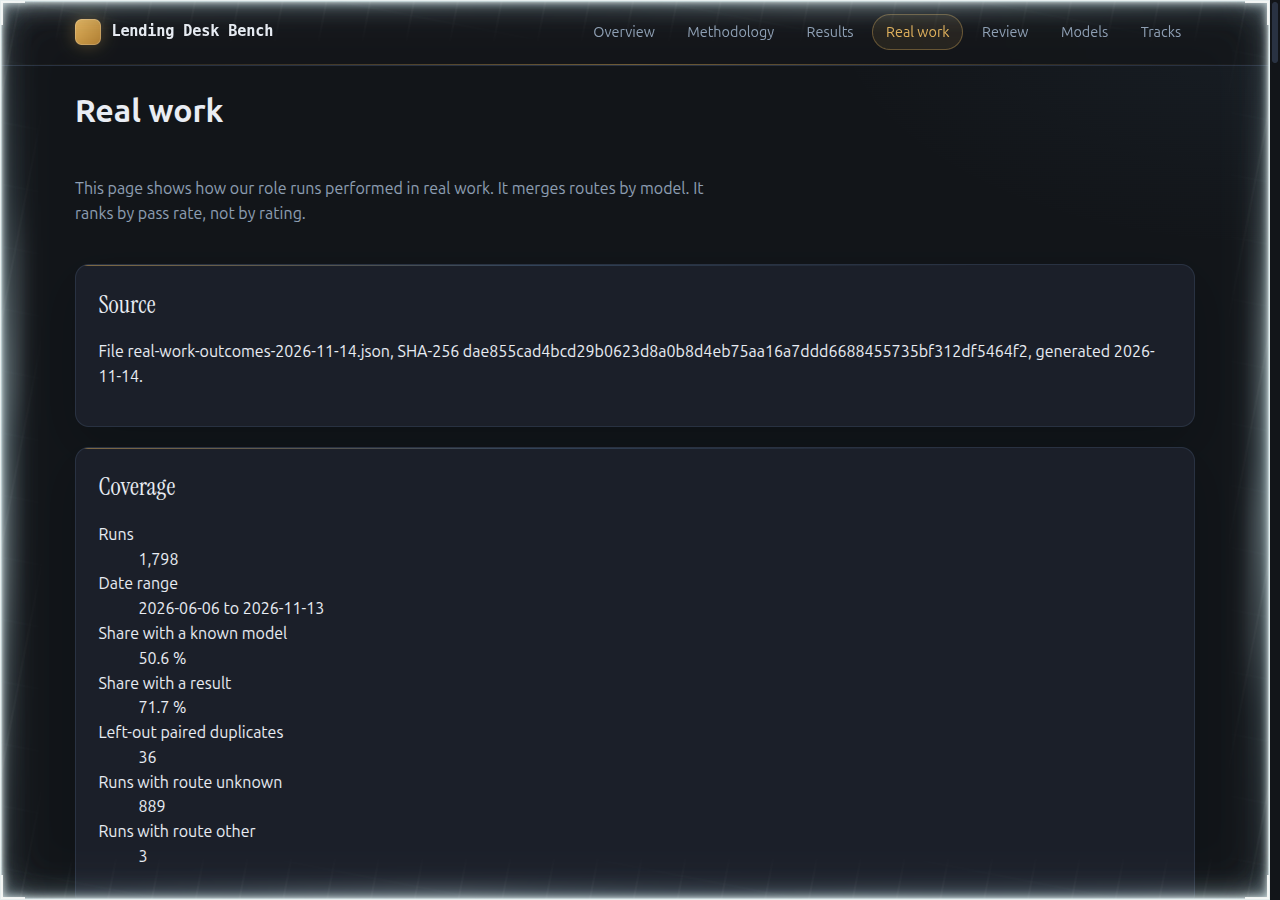 Lending Desk Bench
Overview
Methodology
Results
Real work
Review
Models
Tracks
Real work
This page shows how our role runs performed in real work. It merges routes by model. It
ranks by pass rate, not by rating.
Source
File real-work-outcomes-2026-11-14.json, SHA-256 dae855cad4bcd29b0623d8a0b8d4eb75aa16a7ddd6688455735bf312df5464f2, generated 2026-
11-14.
Coverage
Runs
1,798
Date range
2026-06-06 to 2026-11-13
Share with a known model
50.6 %
Share with a result
71.7 %
Left-out paired duplicates
36
Runs with route unknown
889
Runs with route other
3